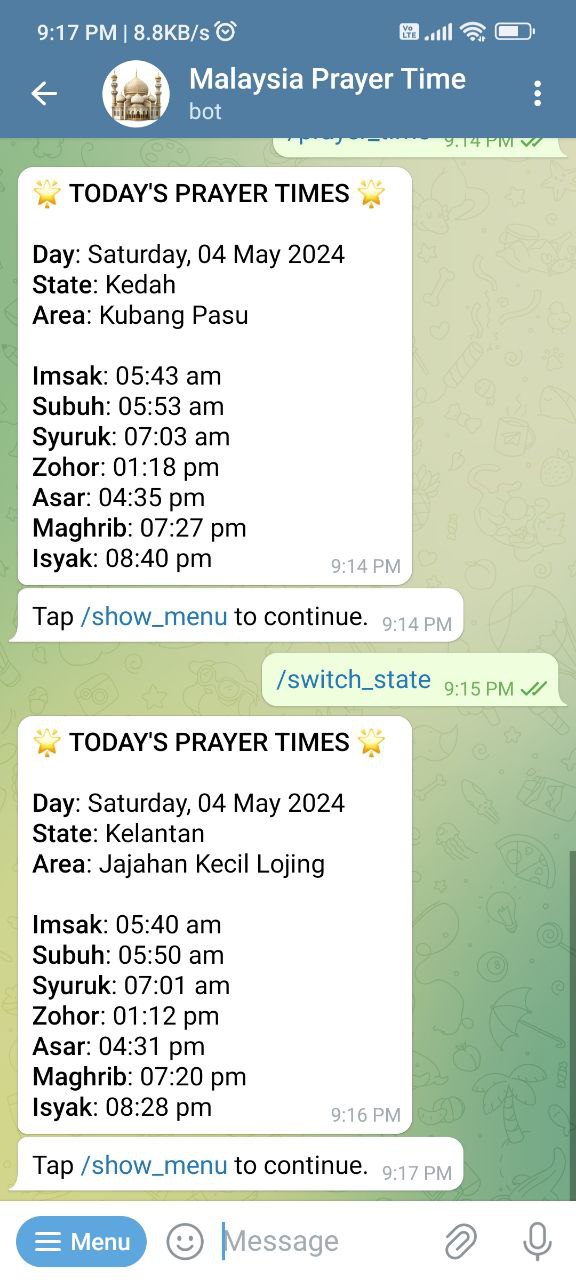 9:17 PM | 8.8KB/s
Vo LTE
Malaysia Prayer Time
bot
/prayer_time 9:14 PM
🌟 TODAY'S PRAYER TIMES 🌟
Day: Saturday, 04 May 2024
State: Kedah
Area: Kubang Pasu
Imsak: 05:43 am
Subuh: 05:53 am
Syuruk: 07:03 am
Zohor: 01:18 pm
Asar: 04:35 pm
Maghrib: 07:27 pm
Isyak: 08:40 pm
9:14 PM
Tap /show_menu to continue. 9:14 PM
/switch_state 9:15 PM
🌟 TODAY'S PRAYER TIMES 🌟
Day: Saturday, 04 May 2024
State: Kelantan
Area: Jajahan Kecil Lojing
Imsak: 05:40 am
Subuh: 05:50 am
Syuruk: 07:01 am
Zohor: 01:12 pm
Asar: 04:31 pm
Maghrib: 07:20 pm
Isyak: 08:28 pm
9:16 PM
Tap /show_menu to continue. 9:17 PM
Menu
Message